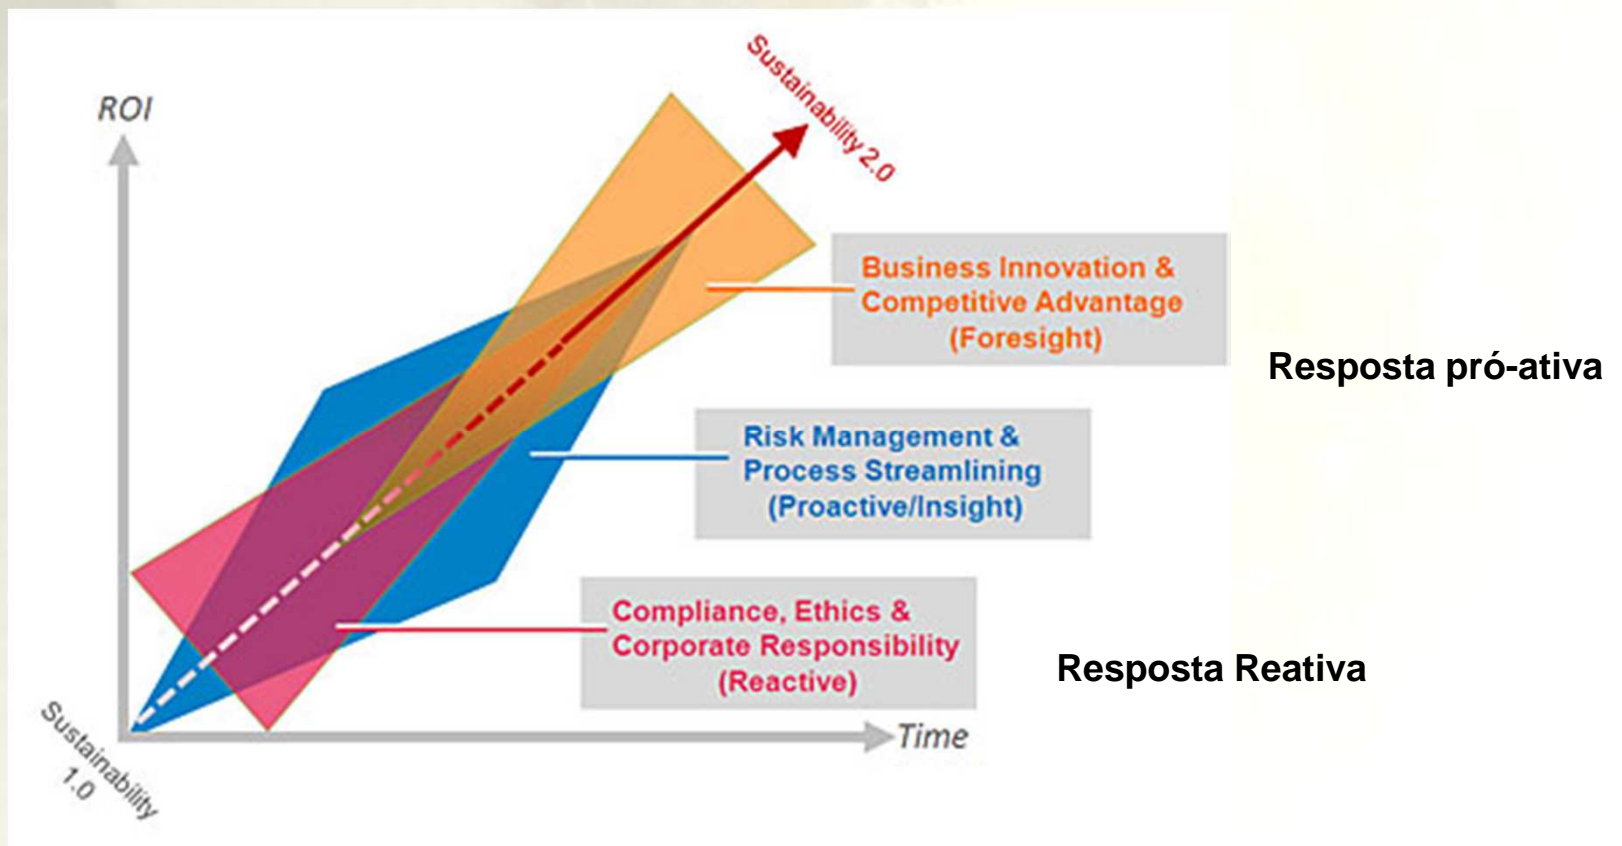 Sustainability 2.0
ROI
Business Innovation &
Competitive Advantage
(Foresight)
Resposta pró-ativa
Risk Management &
Process Streamlining
(Proactive/Insight)
Compliance, Ethics &
Corporate Responsibility
(Reactive)
Resposta Reativa
Time
Sustainability
1.0